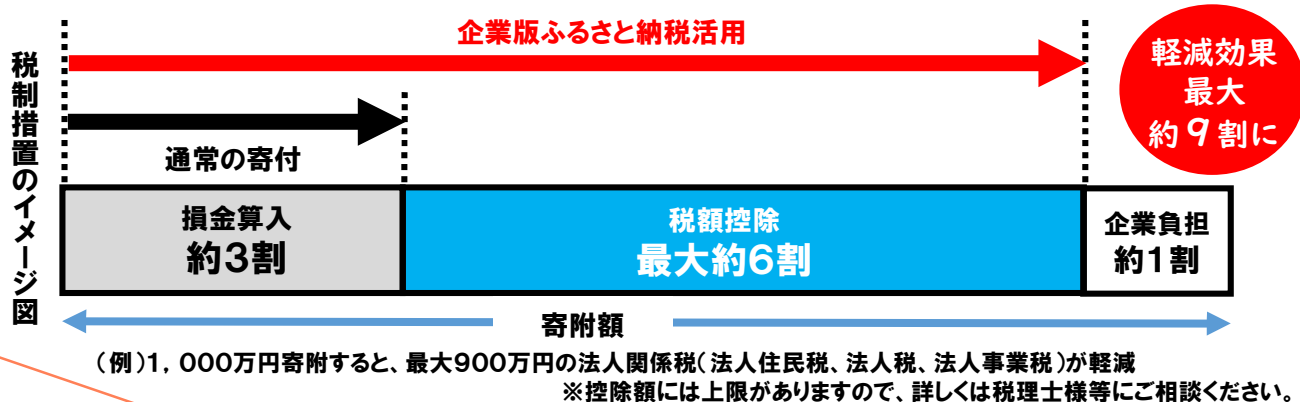 税制措置のイメージ図
企業版ふるさと納税活用
軽減効果
最大
約9割に
通常の寄付
損金算入
約3割
税額控除
最大約6割
企業負担
約1割
寄附額
(例)1,000万円寄附すると、最大900万円の法人関係税(法人住民税、法人税、法人事業税)が軽減
※控除額には上限がありますので、詳しくは税理士様等にご相談ください。